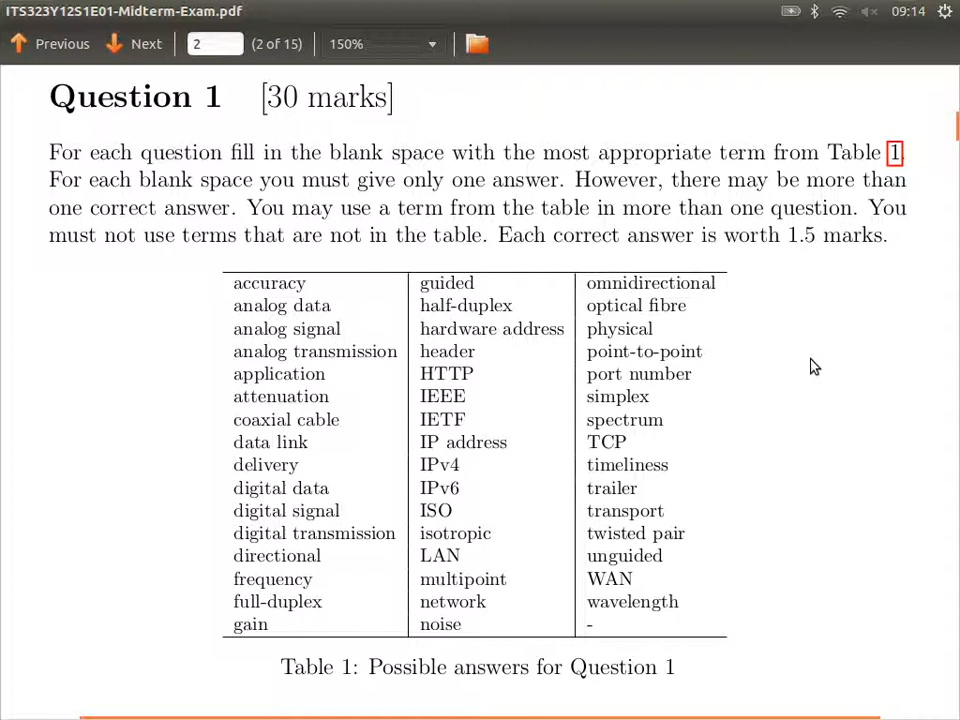 ITS323Y12S1E01-Midterm-Exam.pdf 09:14
Previous Next 2 (2 of 15) 150%
Question 1 [30 marks]
For each question fill in the blank space with the most appropriate term from Table 1.
For each blank space you must give only one answer. However, there may be more than
one correct answer. You may use a term from the table in more than one question. You
must not use terms that are not in the table. Each correct answer is worth 1.5 marks.
accuracy guided omnidirectional
analog data half-duplex optical fibre
analog signal hardware address physical
analog transmission header point-to-point
application HTTP port number
attenuation IEEE simplex
coaxial cable IETF spectrum
data link IP address TCP
delivery IPv4 timeliness
digital data IPv6 trailer
digital signal ISO transport
digital transmission isotropic twisted pair
directional LAN unguided
frequency multipoint WAN
full-duplex network wavelength
gain noise -
Table 1: Possible answers for Question 1